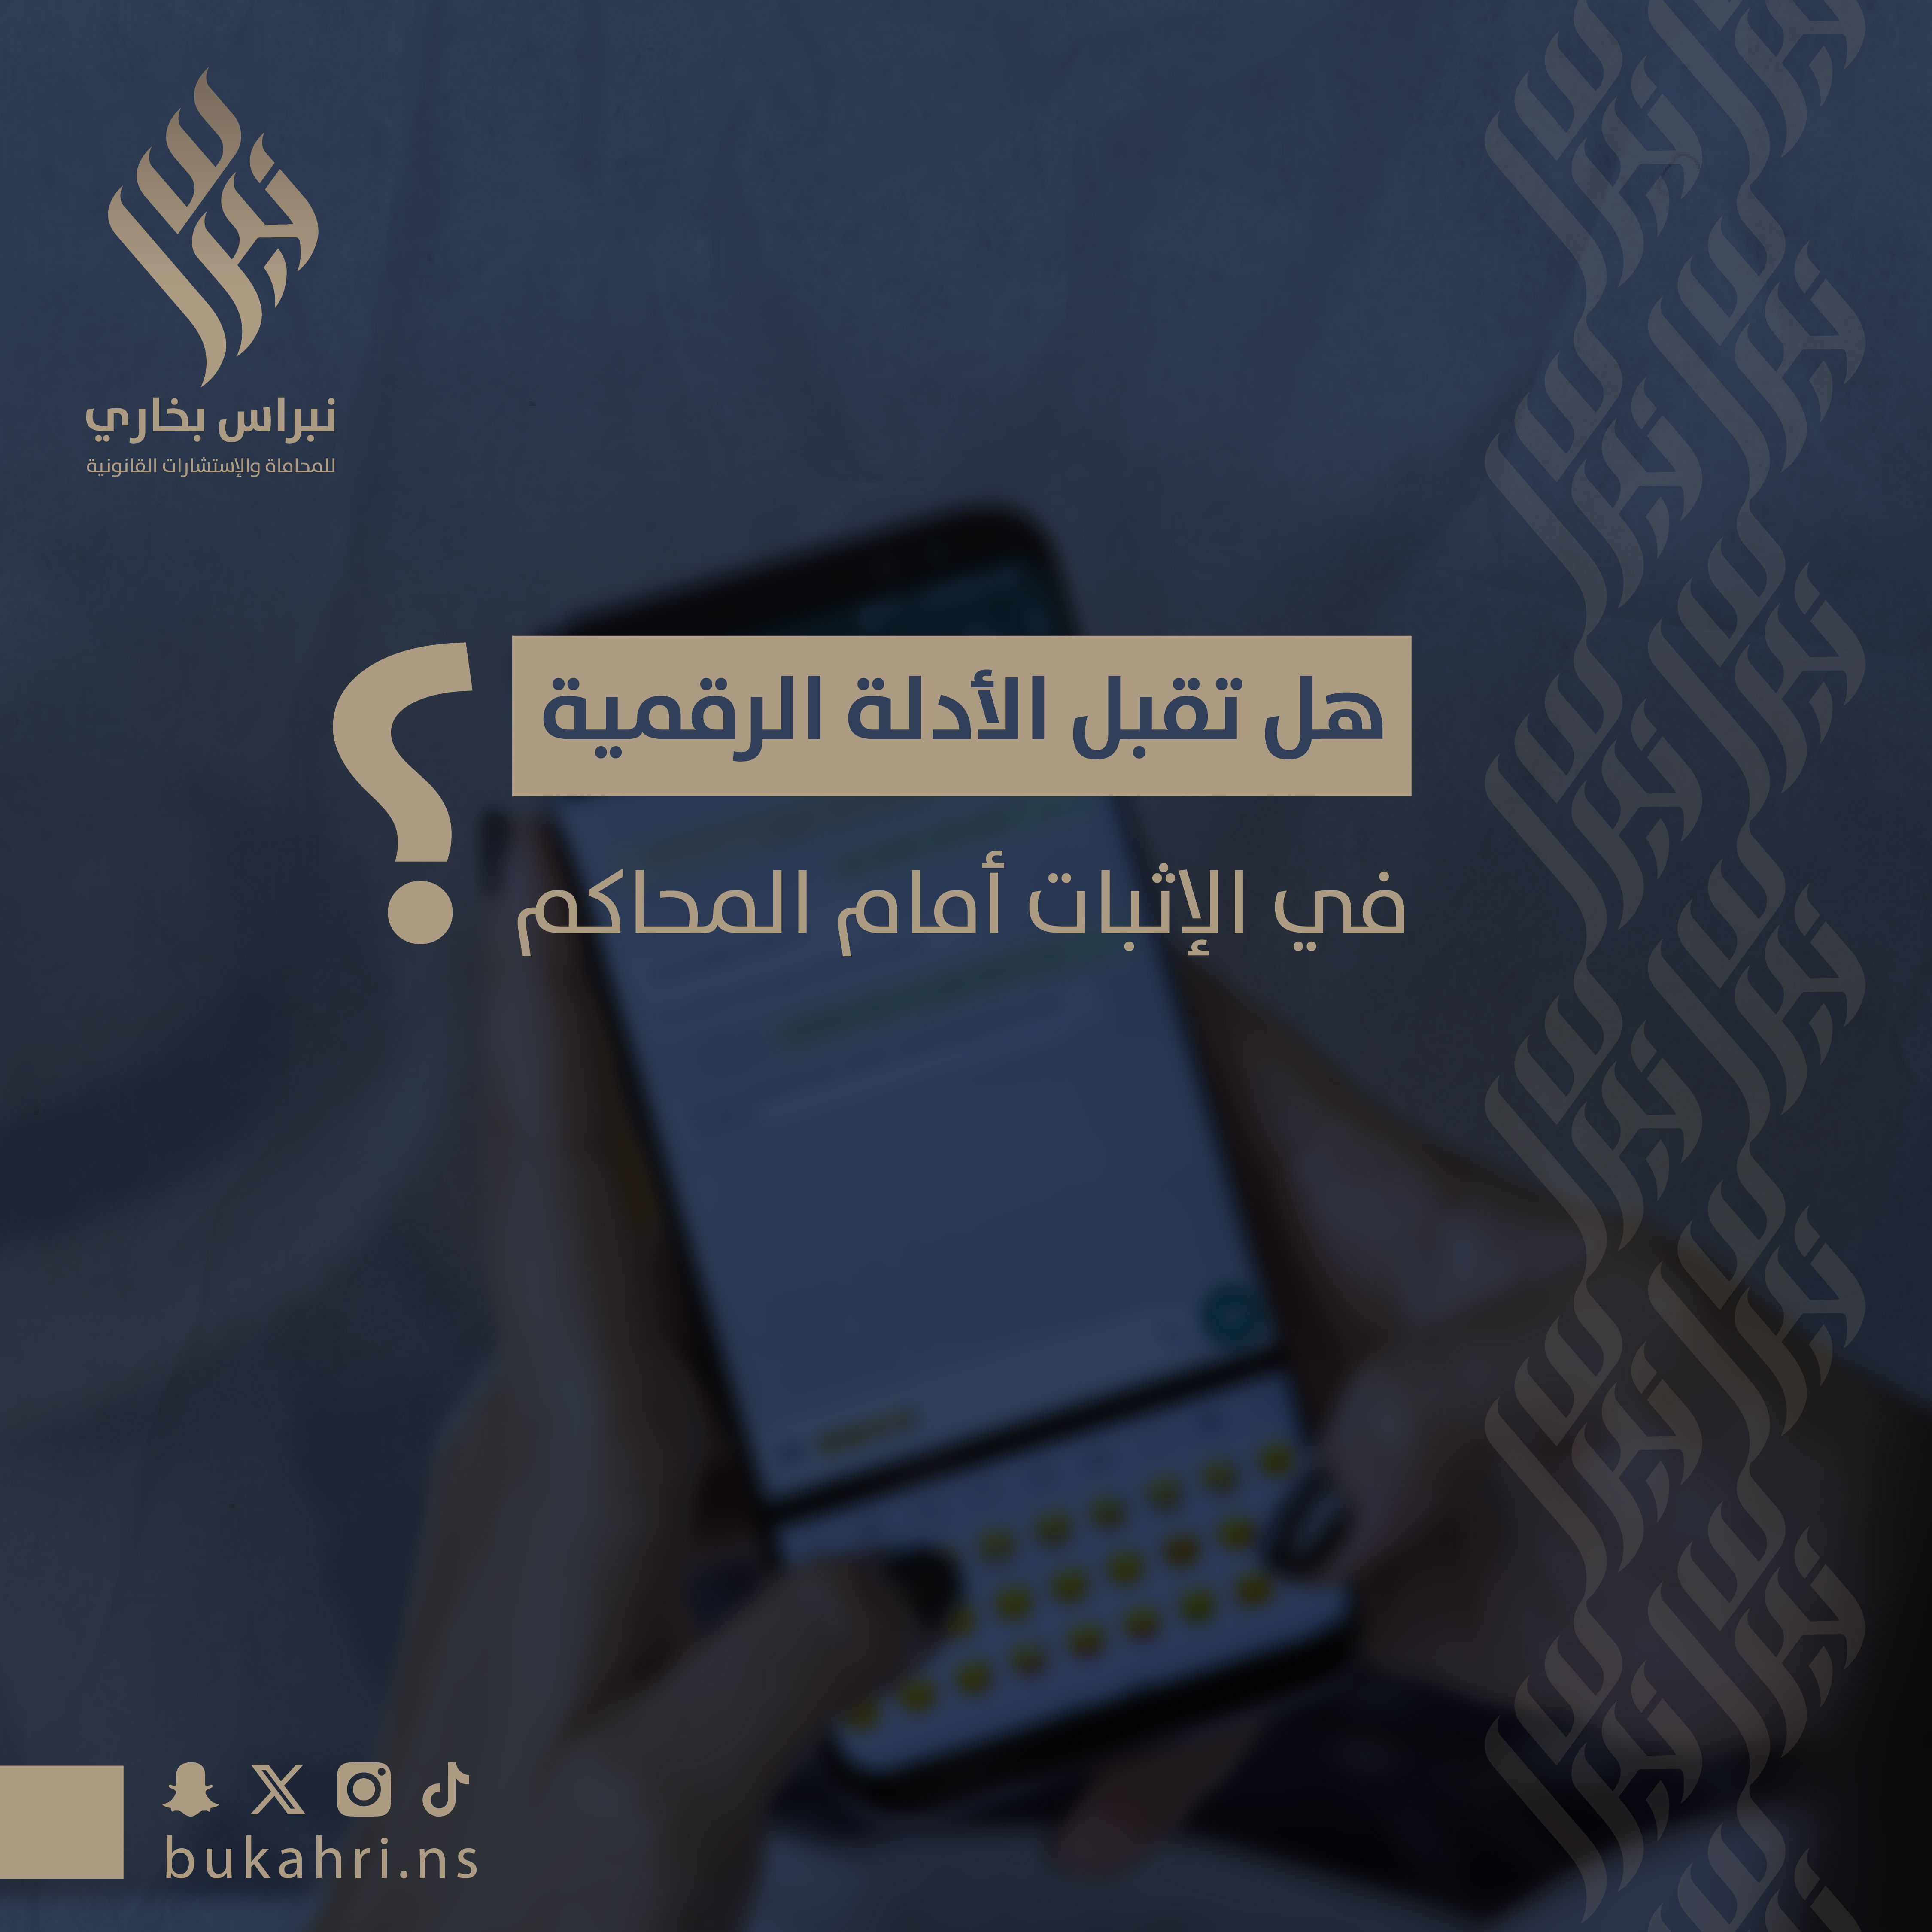 نبراس بخاري
للمحاماة والإستشارات القانونية
هل تقبل الأدلة الرقمية
في الإثبات أمام المحاكم
؟
bukahri.ns